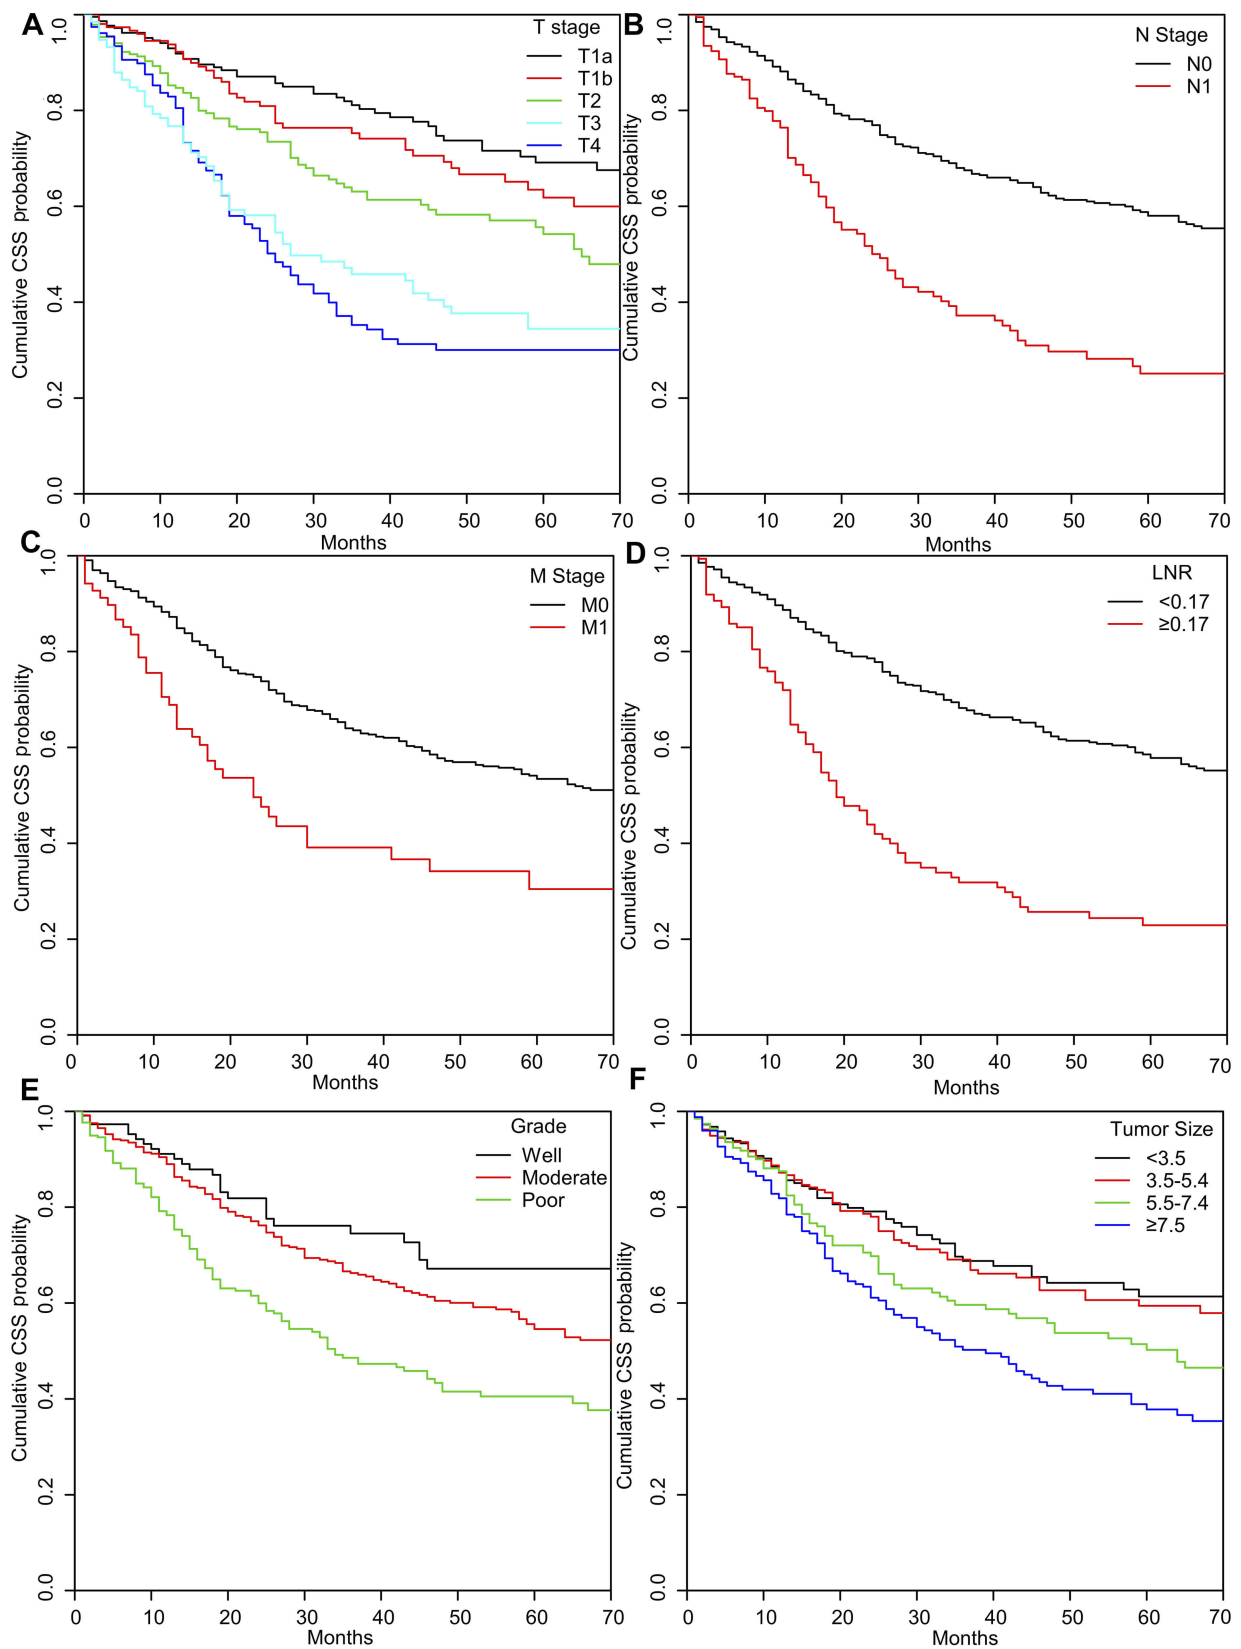 A
T stage
T1a
T1b
T2
T3
T4
Cumulative CSS probability
0.0 0.2 0.4 0.6 0.8 1.0
0 10 20 30 40 50 60 70
Months
B
N Stage
N0
N1
Cumulative CSS probability
0.0 0.2 0.4 0.6 0.8 1.0
0 10 20 30 40 50 60 70
Months
C
M Stage
M0
M1
Cumulative CSS probability
0.0 0.2 0.4 0.6 0.8 1.0
0 10 20 30 40 50 60 70
Months
D
LNR
<0.17
≥0.17
Cumulative CSS probability
0.0 0.2 0.4 0.6 0.8 1.0
0 10 20 30 40 50 60 70
Months
E
Grade
Well
Moderate
Poor
Cumulative CSS probability
0.0 0.2 0.4 0.6 0.8 1.0
0 10 20 30 40 50 60 70
Months
F
Tumor Size
<3.5
3.5-5.4
5.5-7.4
≥7.5
Cumulative CSS probability
0.0 0.2 0.4 0.6 0.8 1.0
0 10 20 30 40 50 60 70
Months